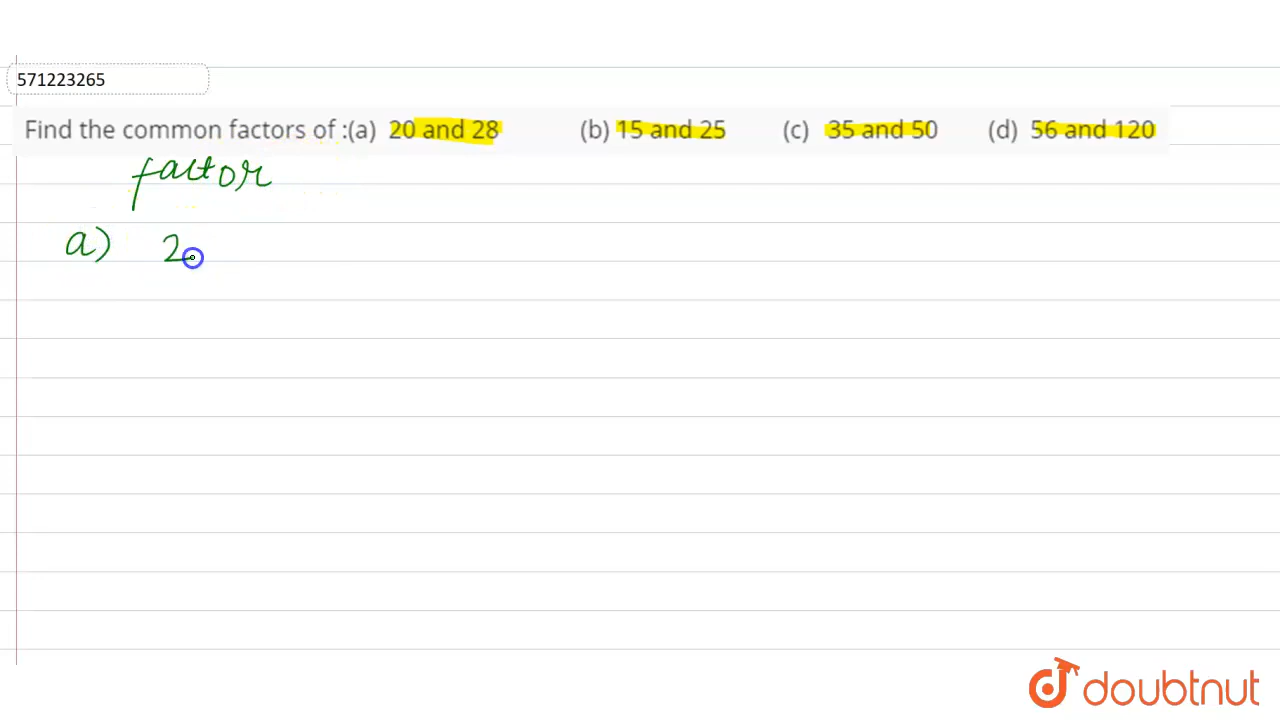 571223265
Find the common factors of :(a) 20 and 28 (b) 15 and 25 (c) 35 and 50 (d) 56 and 120
factor
a) 2
doubtnut